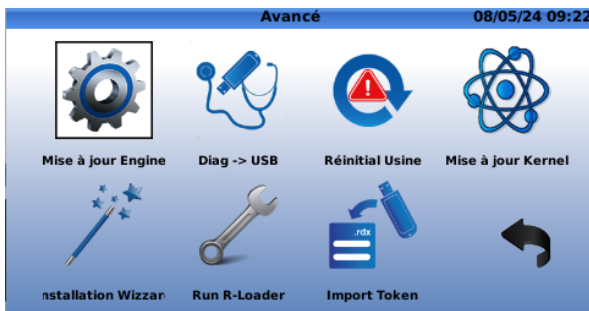 Avancé 08/05/24 09:22
Mise à jour Engine Diag -> USB Réinitial Usine Mise à jour Kernel
.rdx
nstallation Wizzar Run R-Loader Import Token